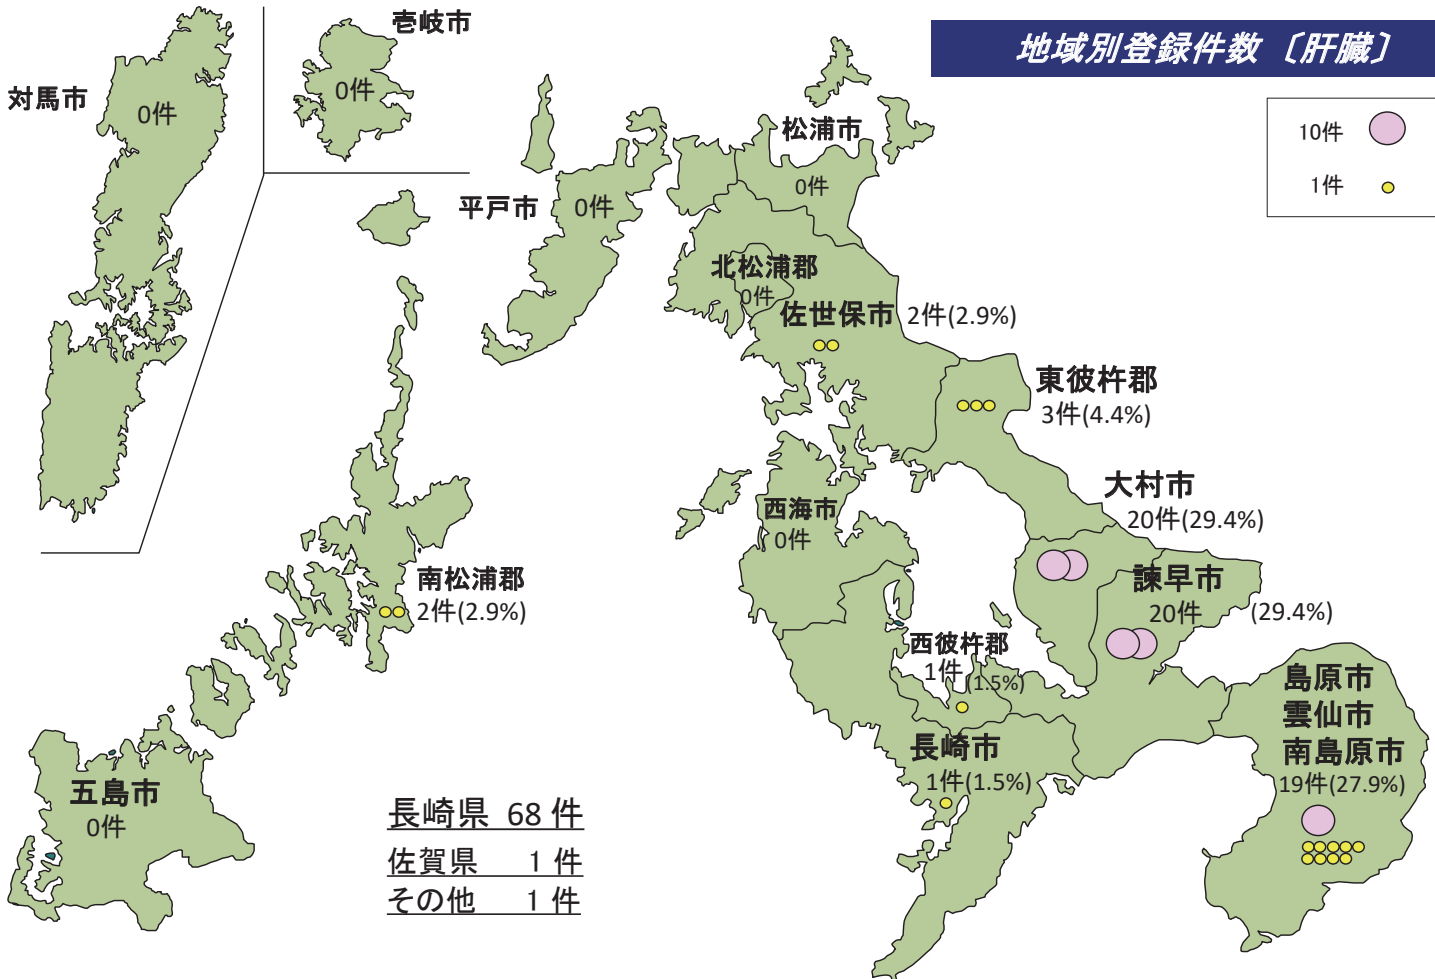 地域別登録件数 〔肝臓〕
10件
1件
壱岐市
0件
対馬市
0件
松浦市
0件
平戸市
0件
北松浦郡
0件
佐世保市 2件(2.9%)
東彼杵郡
3件(4.4%)
大村市
20件(29.4%)
西海市
0件
諫早市
20件 (29.4%)
南松浦郡
2件(2.9%)
西彼杵郡
1件
(1.5%)
島原市
雲仙市
南島原市
19件(27.9%)
長崎市
1件(1.5%)
五島市
0件
長崎県 68 件
佐賀県 1 件
その他 1 件